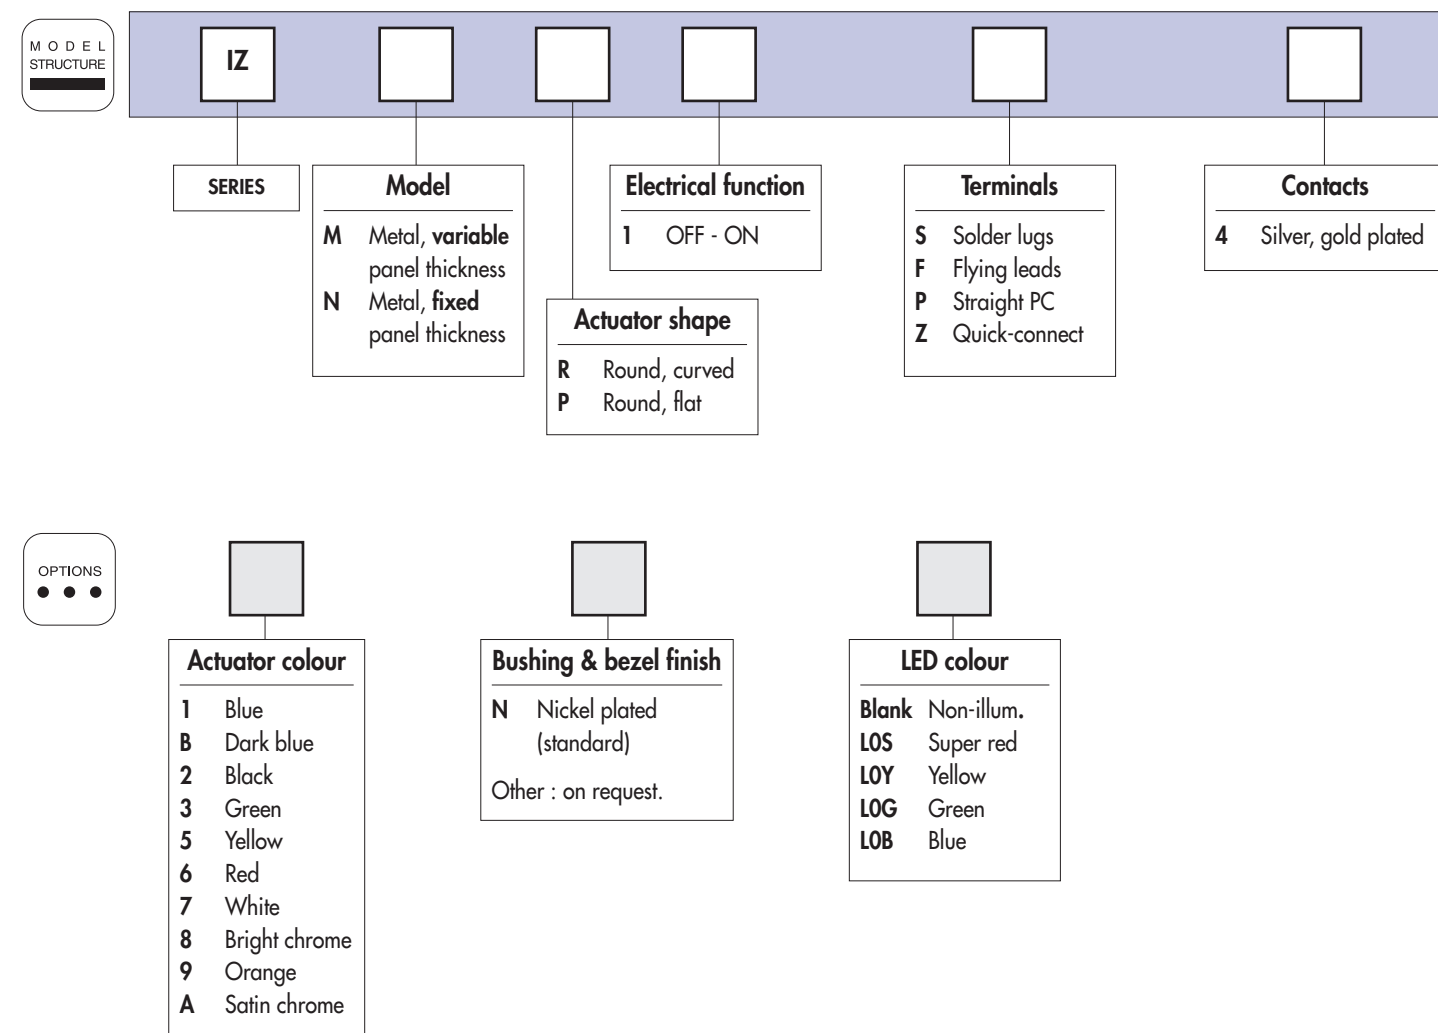 MODEL
STRUCTURE
IZ
SERIES
Model
M Metal, variable
panel thickness
N Metal, fixed
panel thickness
Actuator shape
R Round, curved
P Round, flat
Electrical function
1 OFF - ON
Terminals
S Solder lugs
F Flying leads
P Straight PC
Z Quick-connect
Contacts
4 Silver, gold plated
OPTIONS
Actuator colour
1 Blue
B Dark blue
2 Black
3 Green
5 Yellow
6 Red
7 White
8 Bright chrome
9 Orange
A Satin chrome
Bushing & bezel finish
N Nickel plated
(standard)
Other : on request.
LED colour
Blank Non-illum.
L0S Super red
L0Y Yellow
L0G Green
L0B Blue